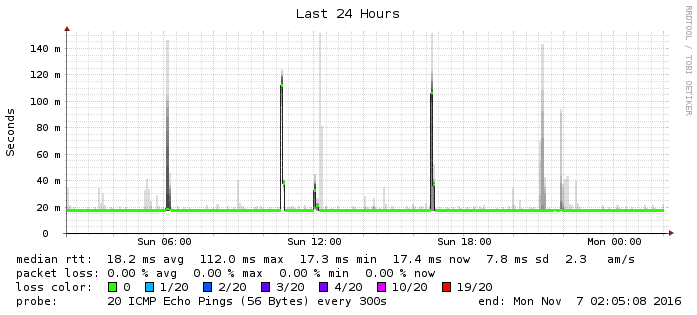 Last 24 Hours
RRDTOOL / TOBI OETIKER
Seconds
140 m
120 m
100 m
80 m
60 m
40 m
20 m
0
Sun 06:00 Sun 12:00 Sun 18:00 Mon 00:00
median rtt: 18.2 ms avg 112.0 ms max 17.3 ms min 17.4 ms now 7.8 ms sd 2.3 am/s
packet loss: 0.00 % avg 0.00 % max 0.00 % min 0.00 % now
loss color: 0 1/20 2/20 3/20 4/20 10/20 19/20
probe: 20 ICMP Echo Pings (56 Bytes) every 300s end: Mon Nov 7 02:05:08 2016